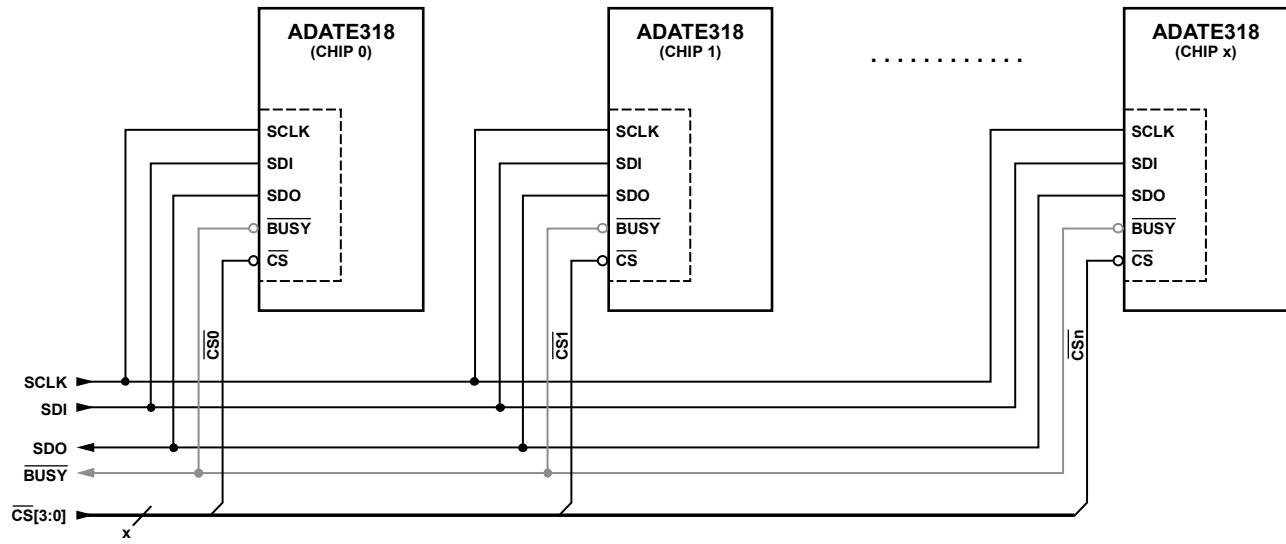 ADATE318
(CHIP 0)
SCLK
SDI
SDO
BUSY
CS
ADATE318
(CHIP 1)
SCLK
SDI
SDO
BUSY
CS
. . . . . . . . . . . .
ADATE318
(CHIP x)
SCLK
SDI
SDO
BUSY
CS
CS0
CS1
CSn
SCLK
SDI
SDO
BUSY
CS[3:0]
x